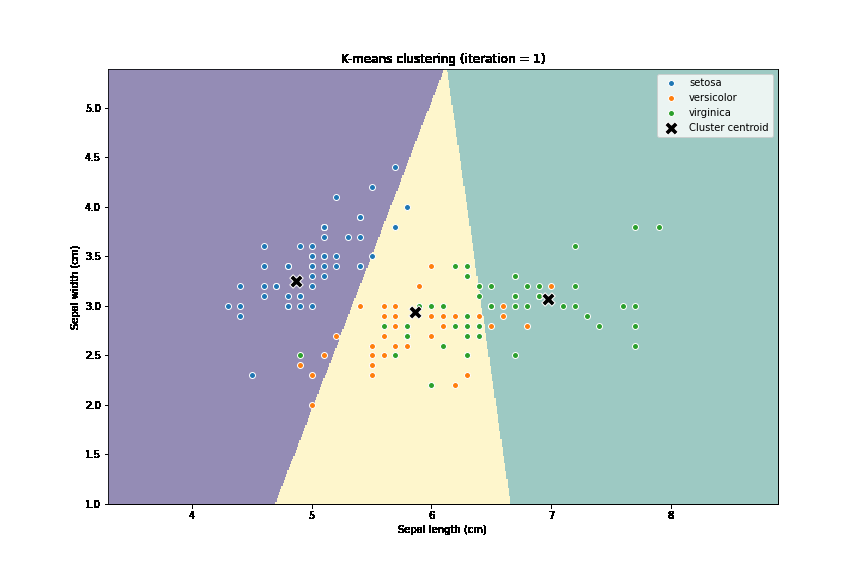 K-means clustering (iteration = 1)
setosa
versicolor
virginica
Cluster centroid
Sepal width (cm)
5.0
4.5
4.0
3.5
3.0
2.5
2.0
1.5
1.0
4 5 6 7 8
Sepal length (cm)